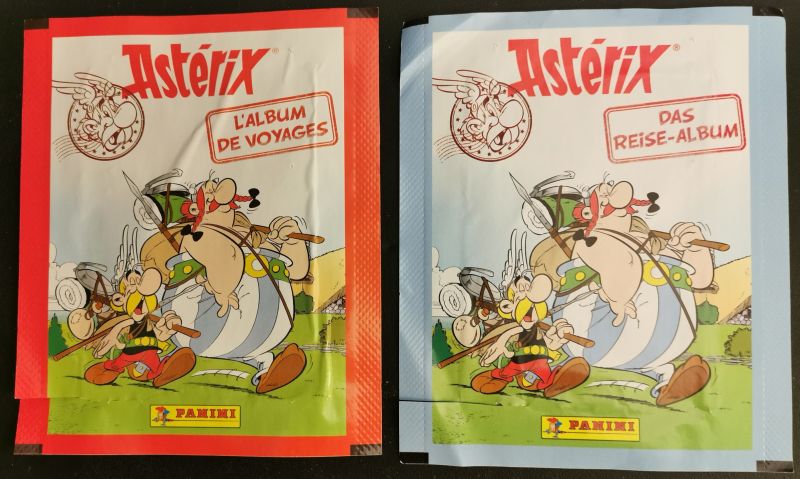 Astérix®
L'ALBUM
DE VOYAGES
PANINI
Astérix®
DAS
REISE-ALBUM
PANINI